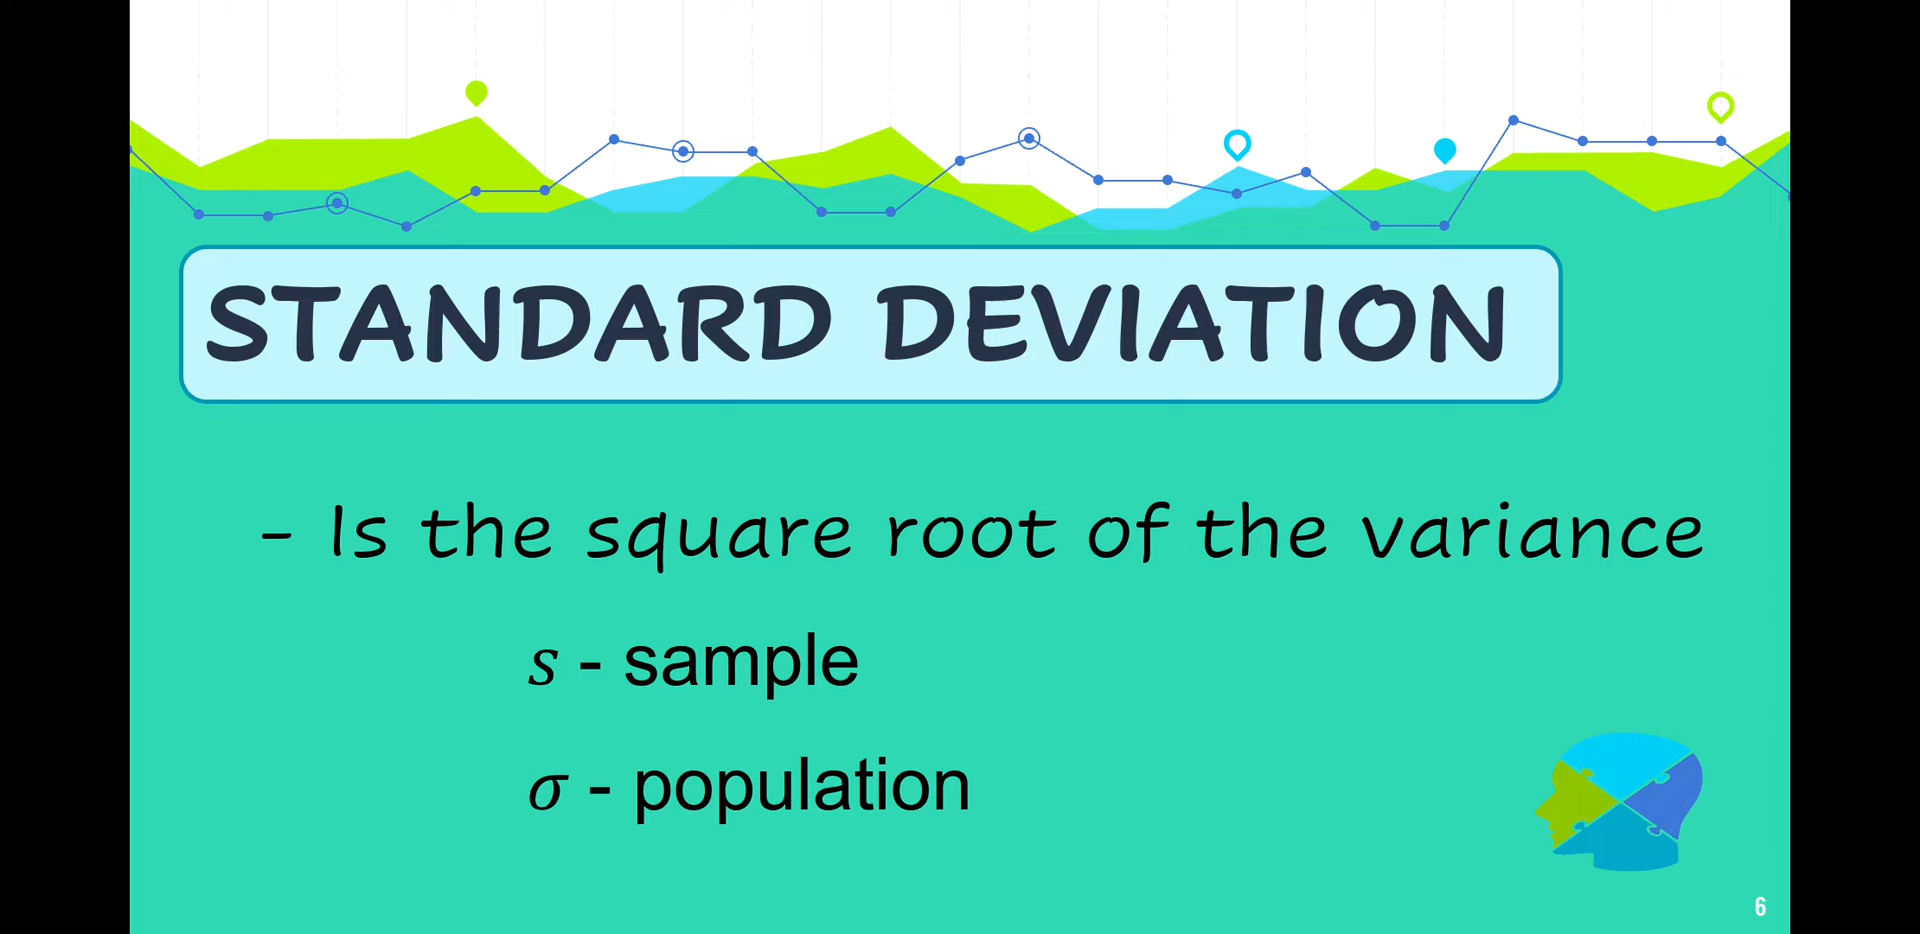 STANDARD DEVIATION
- Is the square root of the variance
s - sample
σ - population
6